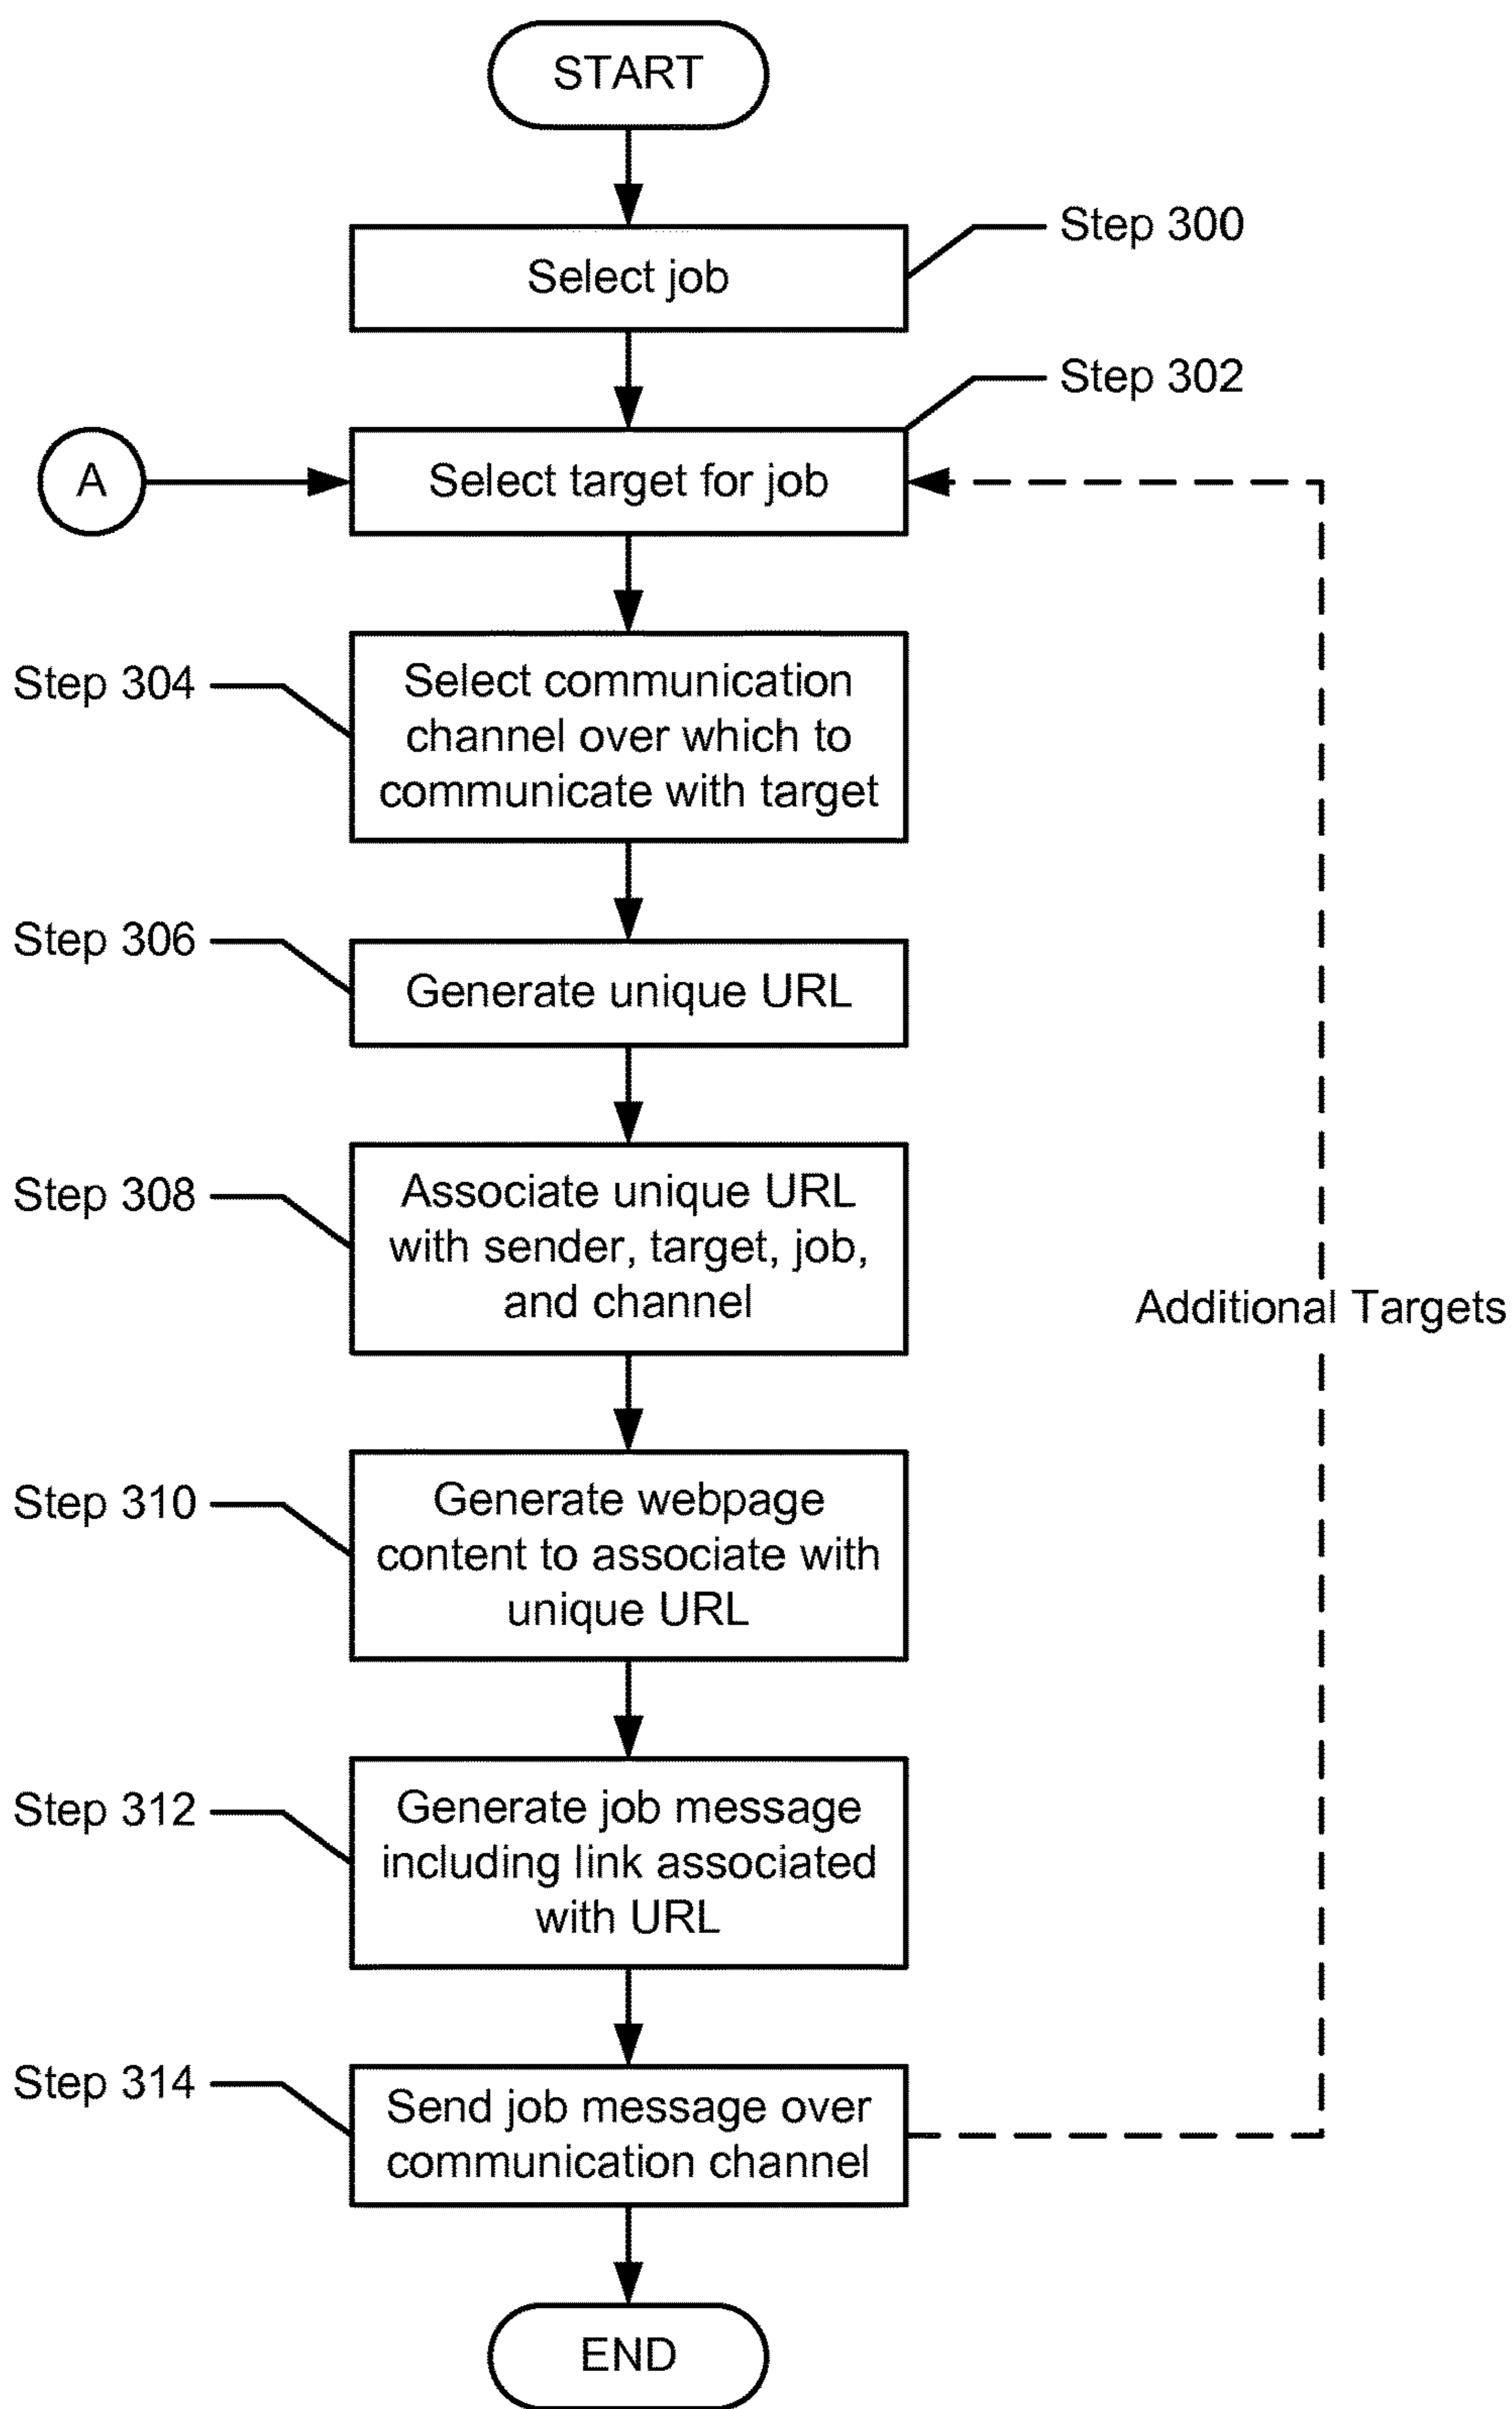 START
Select job
Step 300
Step 302
A
Select target for job
Step 304
Select communication
channel over which to
communicate with target
Step 306
Generate unique URL
Step 308
Associate unique URL
with sender, target, job,
and channel
Additional Targets
Step 310
Generate webpage
content to associate with
unique URL
Step 312
Generate job message
including link associated
with URL
Step 314
Send job message over
communication channel
END